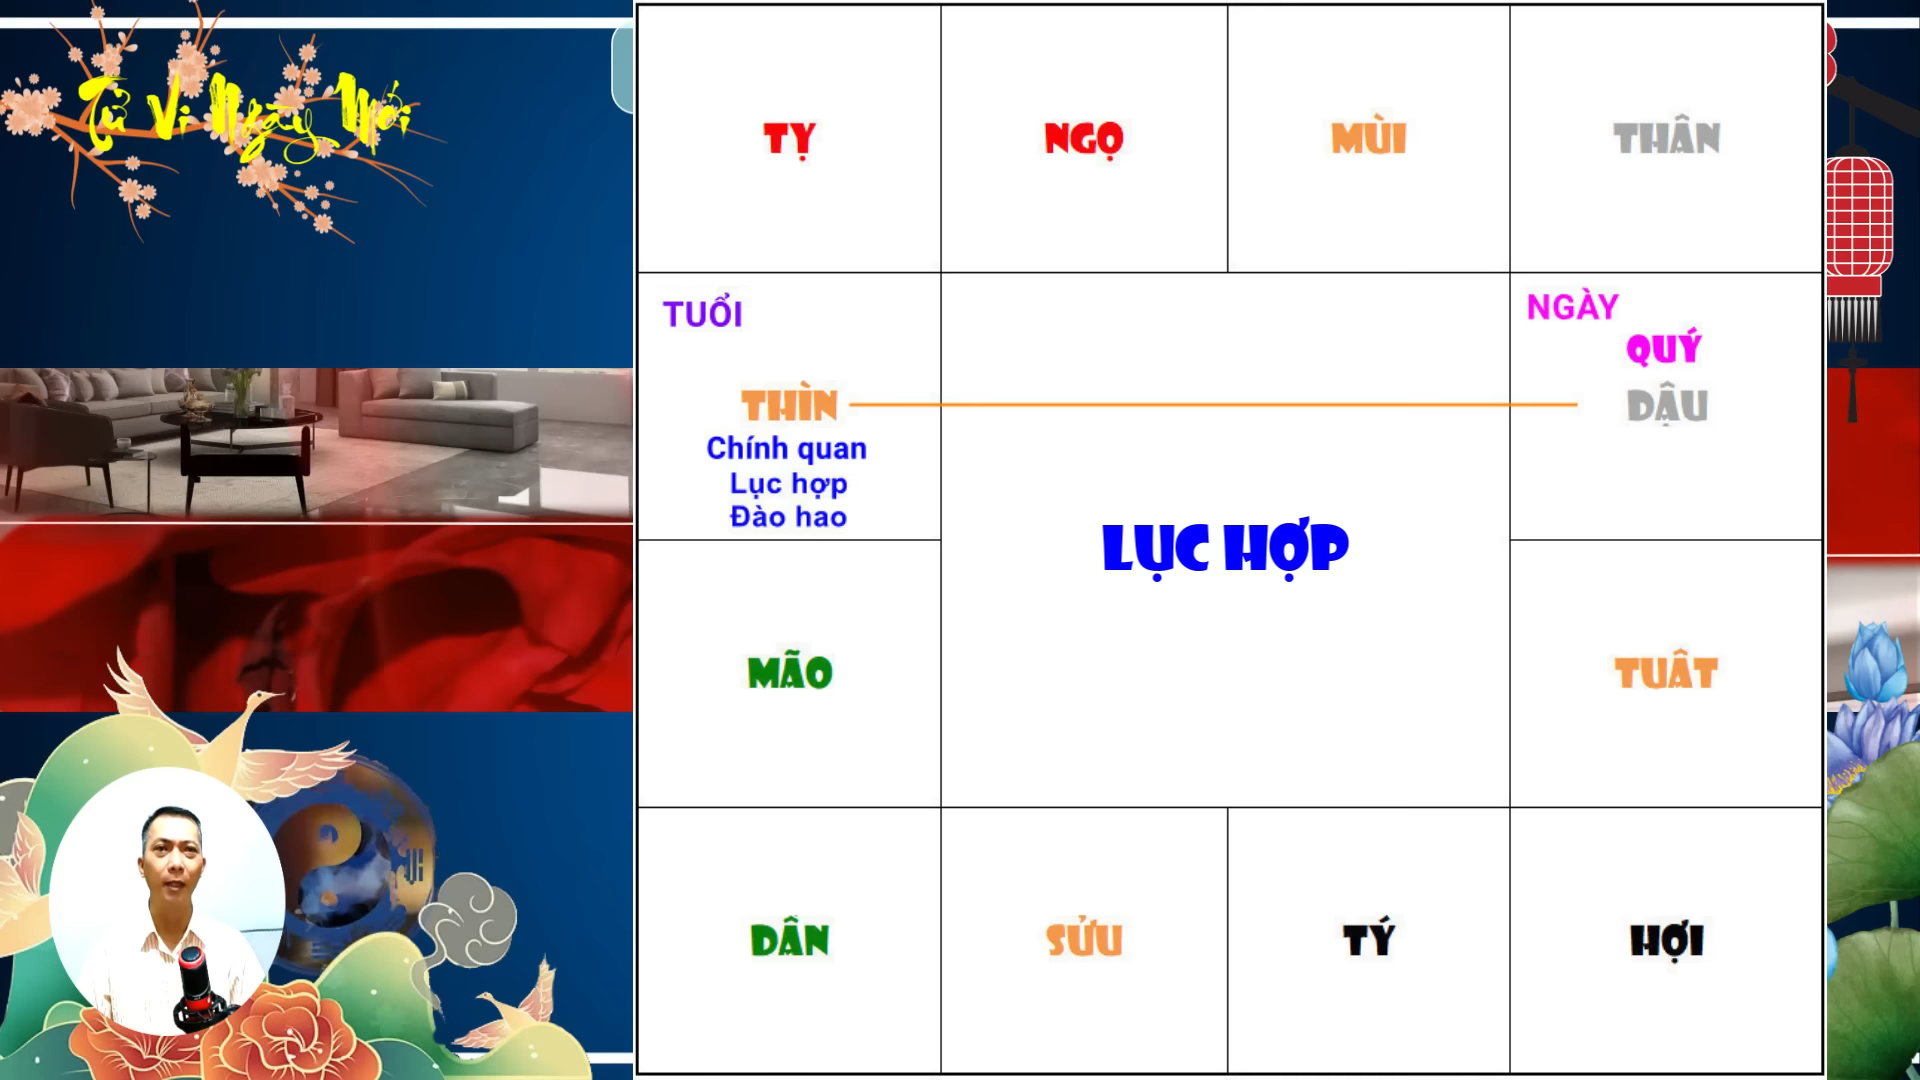 Tử Vi Ngày Mới
TỴ
NGỌ
MÙI
THÂN
TUỔI
THÌN
Chính quan
Lục hợp
Đào hao
NGÀY
QUÝ
DẬU
LỤC HỢP
MÃO
TUẤT
DẦN
SỬU
TÝ
HỢI